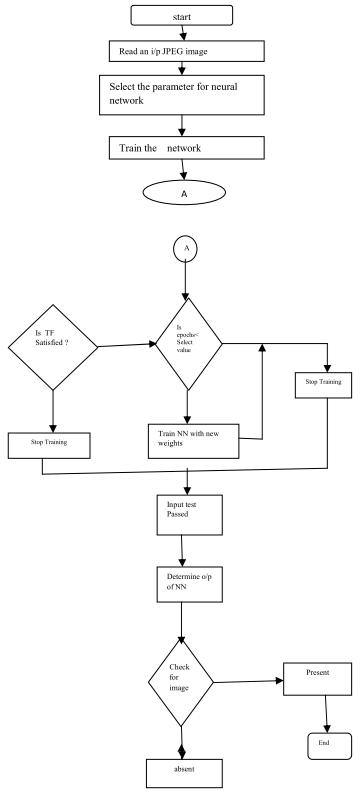 start
Read an i/p JPEG image
Select the parameter for neural
network
Train the network
A
A
Is TF
Satisfied ?
Is
epochs<
Select
value
Stop Training
Stop Training
Train NN with new
weights
Input test
Passed
Determine o/p
of NN
Check
for
image
Present
End
absent